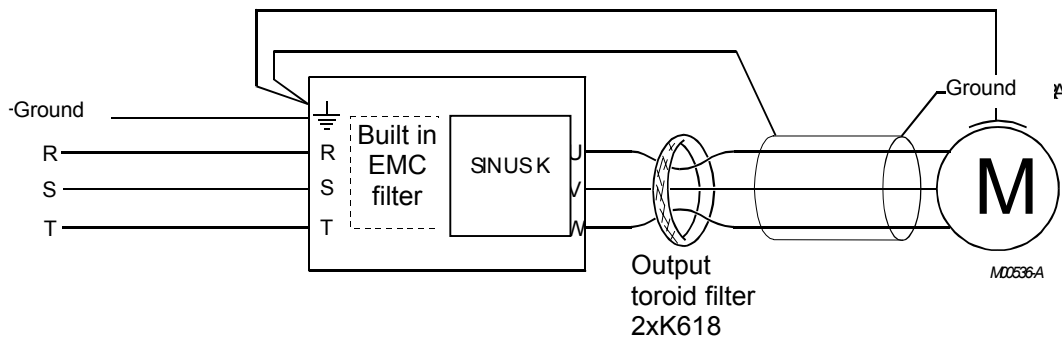 -Ground
R
S
T
R
S
T
Built in
EMC
filter
SINUS K
U
V
W
Output
toroid filter
2xK618
Ground
M
M00536-A